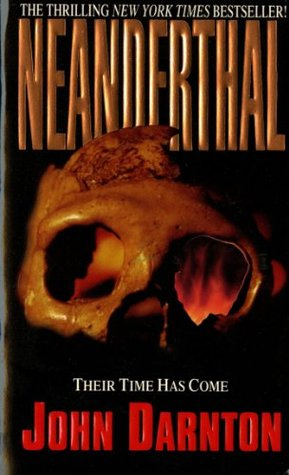 THE THRILLING NEW YORK TIMES BESTSELLER!
NEANDERTHAL
THEIR TIME HAS COME
JOHN DARNTON